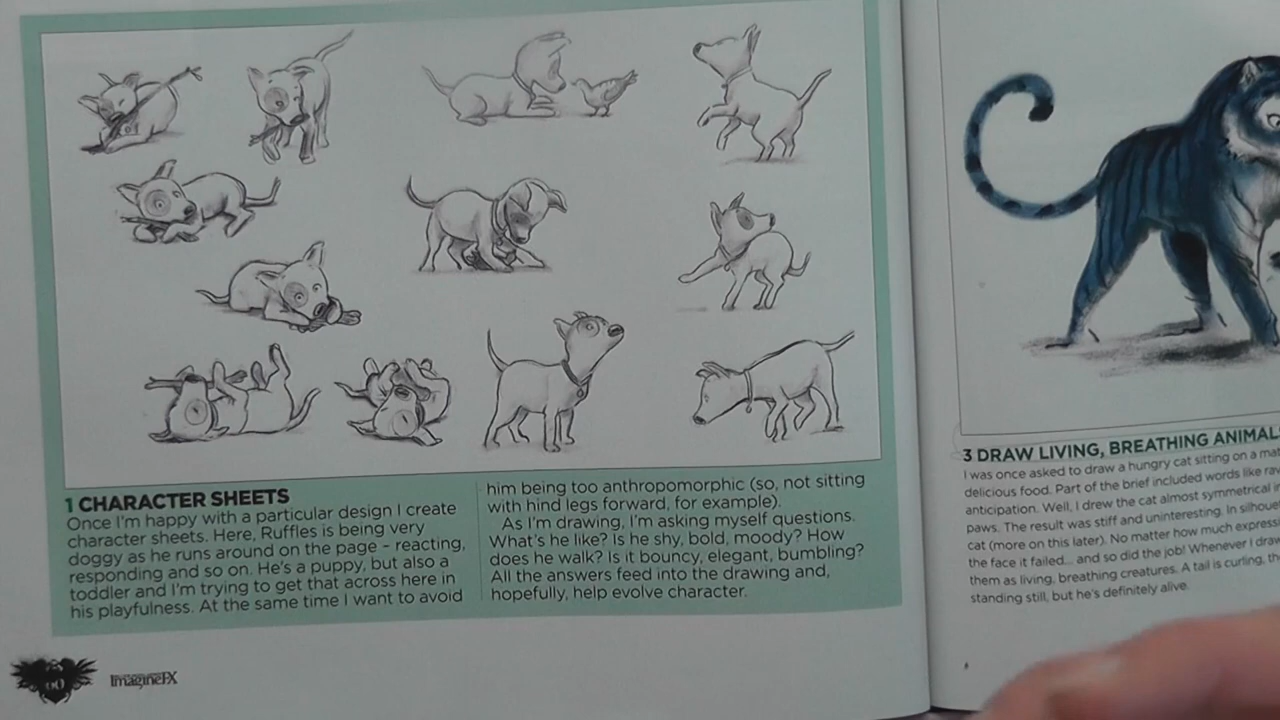 1 CHARACTER SHEETS
Once I'm happy with a particular design I create
character sheets. Here, Ruffles is being very
doggy as he runs around on the page – reacting,
responding and so on. He's a puppy, but also a
toddler and I'm trying to get that across here in
his playfulness. At the same time I want to avoid
him being too anthropomorphic (so, not sitting
with hind legs forward, for example).
As I'm drawing, I'm asking myself questions.
What's he like? Is he shy, bold, moody? How
does he walk? Is it bouncy, elegant, bumbling?
All the answers feed into the drawing and,
hopefully, help evolve character.
60
ImagineFX
3 DRAW LIVING, BREATHING ANIMALS
I was once asked to draw a hungry cat sitting on a
delicious food. Part of the brief included words like
anticipation. Well, I drew the cat almost symmetrical
paws. The result was stiff and uninteresting. In
cat (more on this later). No matter how much
the face it failed... and so did the job! Whenever I
them as living, breathing creatures. A tail is curling,
standing still, but he's definitely alive.